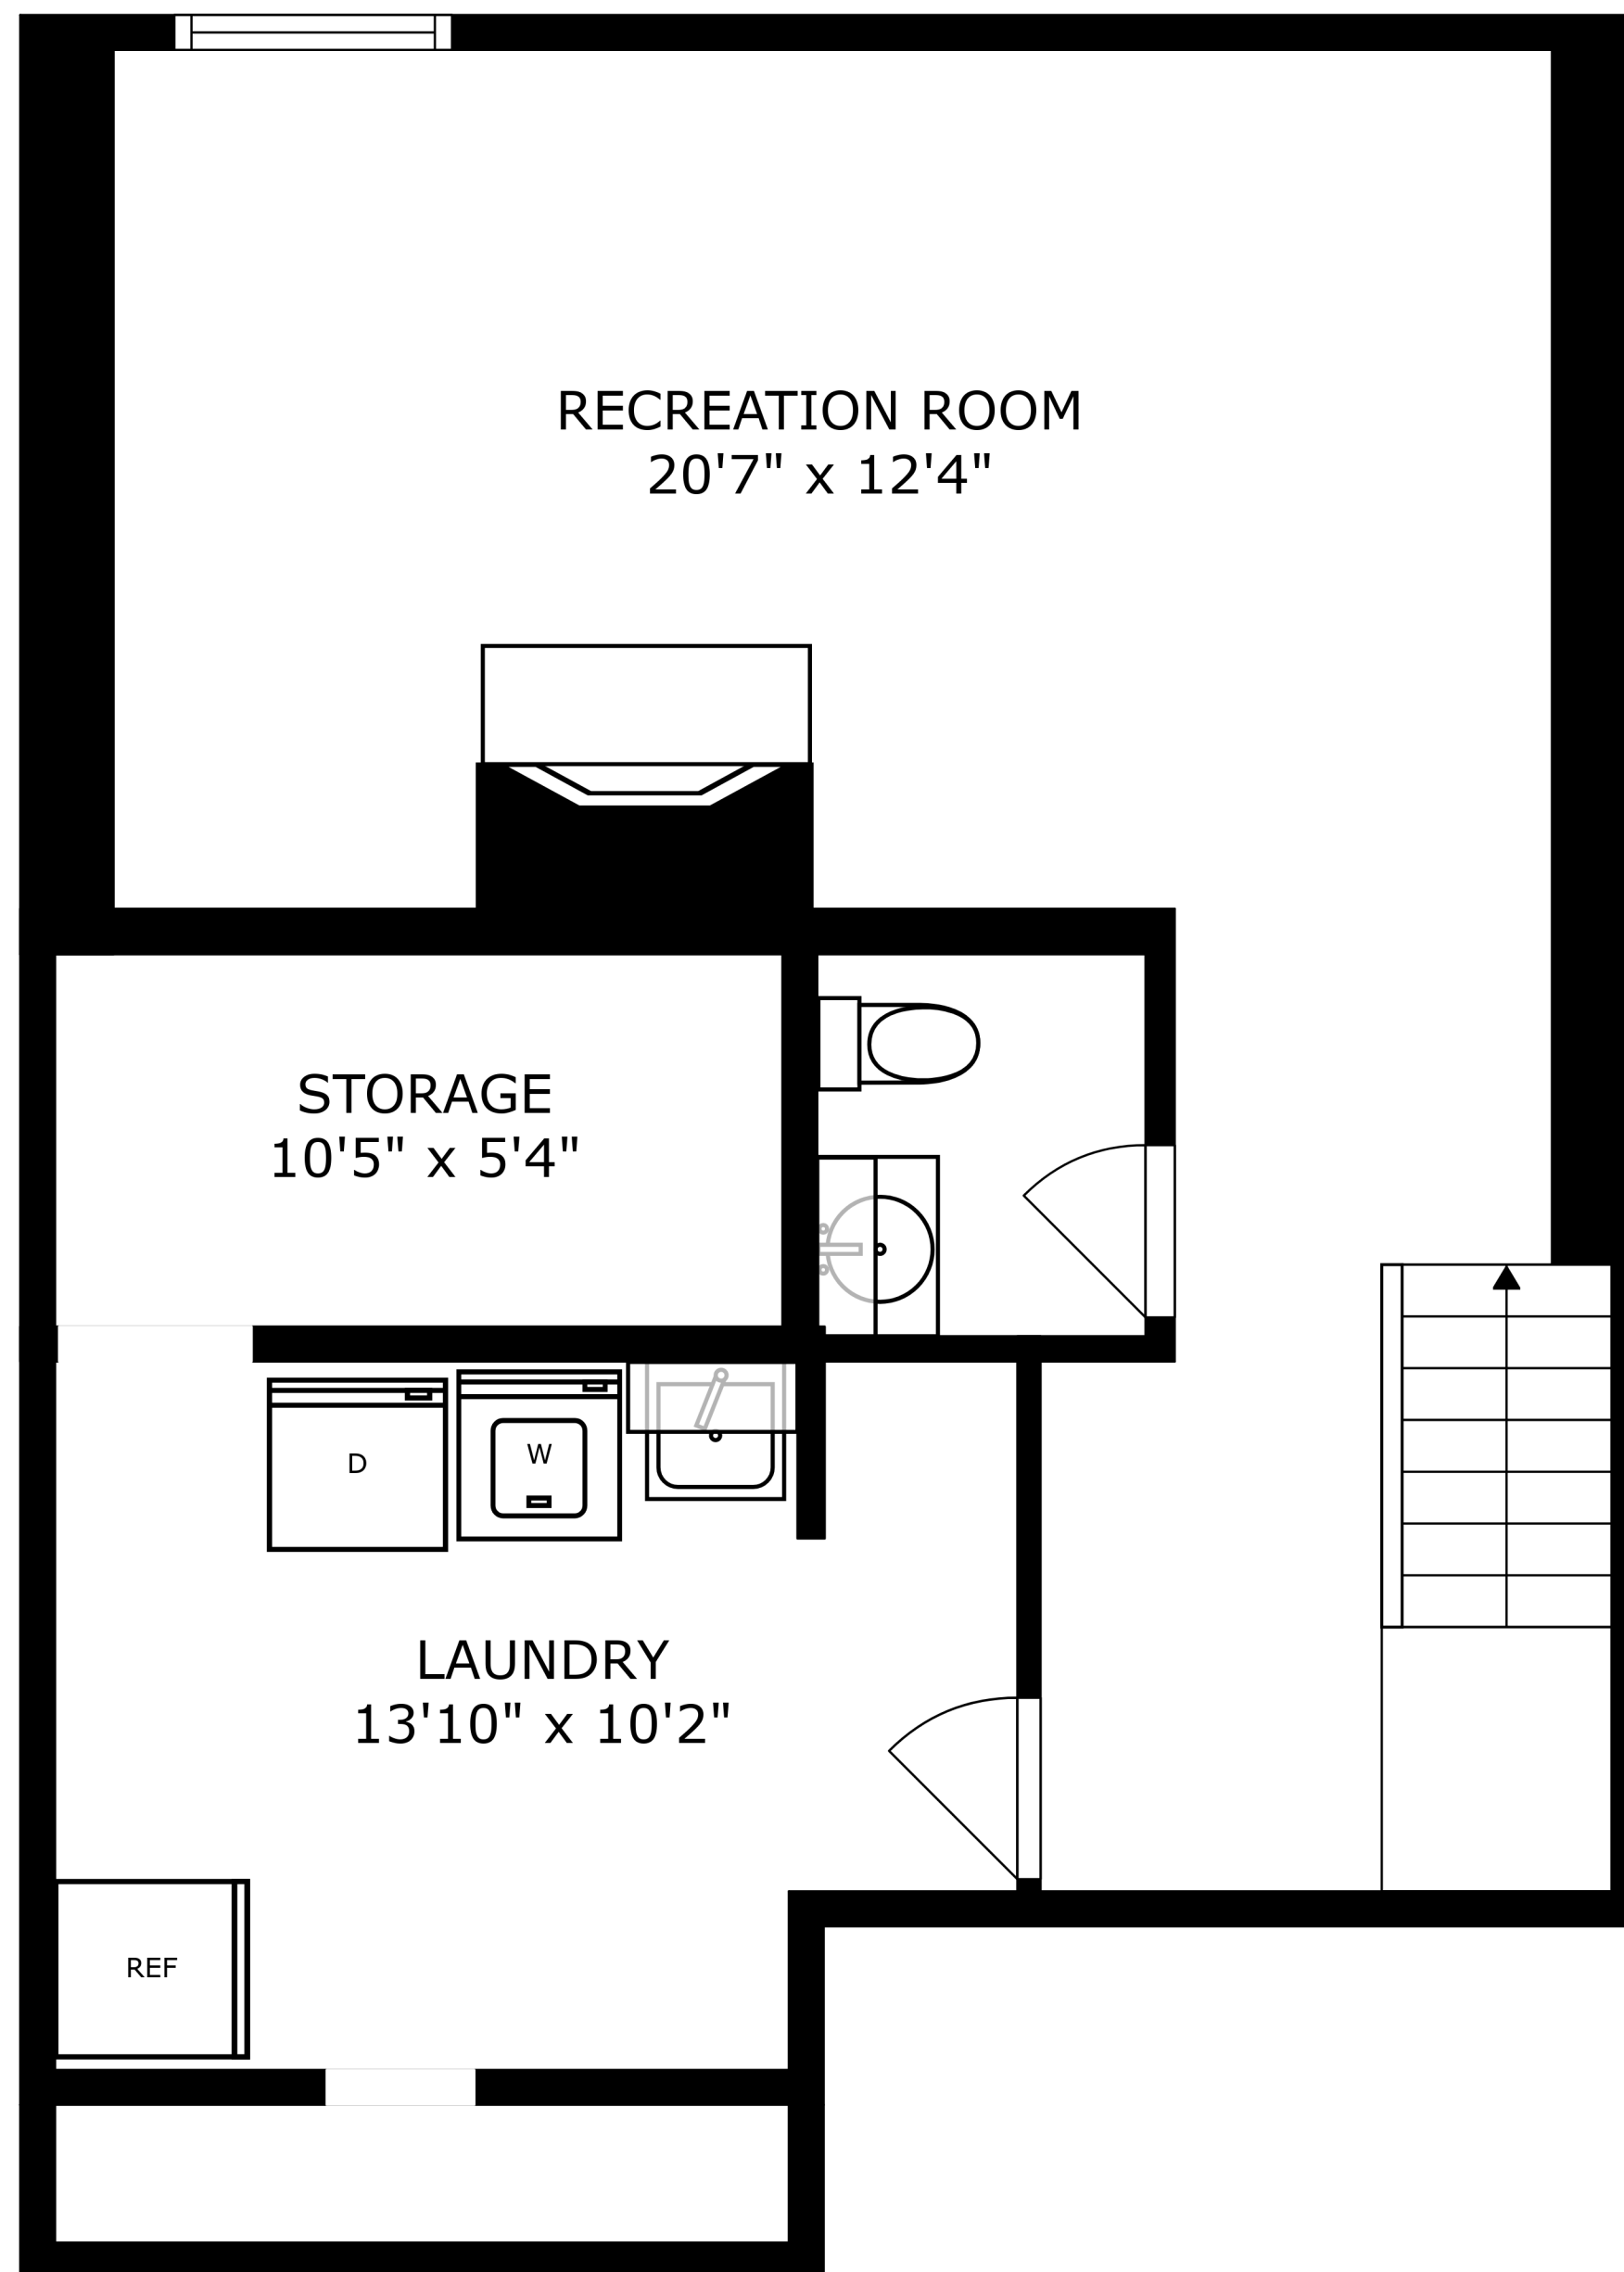 RECREATION ROOM
20'7" x 12'4"
STORAGE
10'5" x 5'4"
D
W
LAUNDRY
13'10" x 10'2"
REF